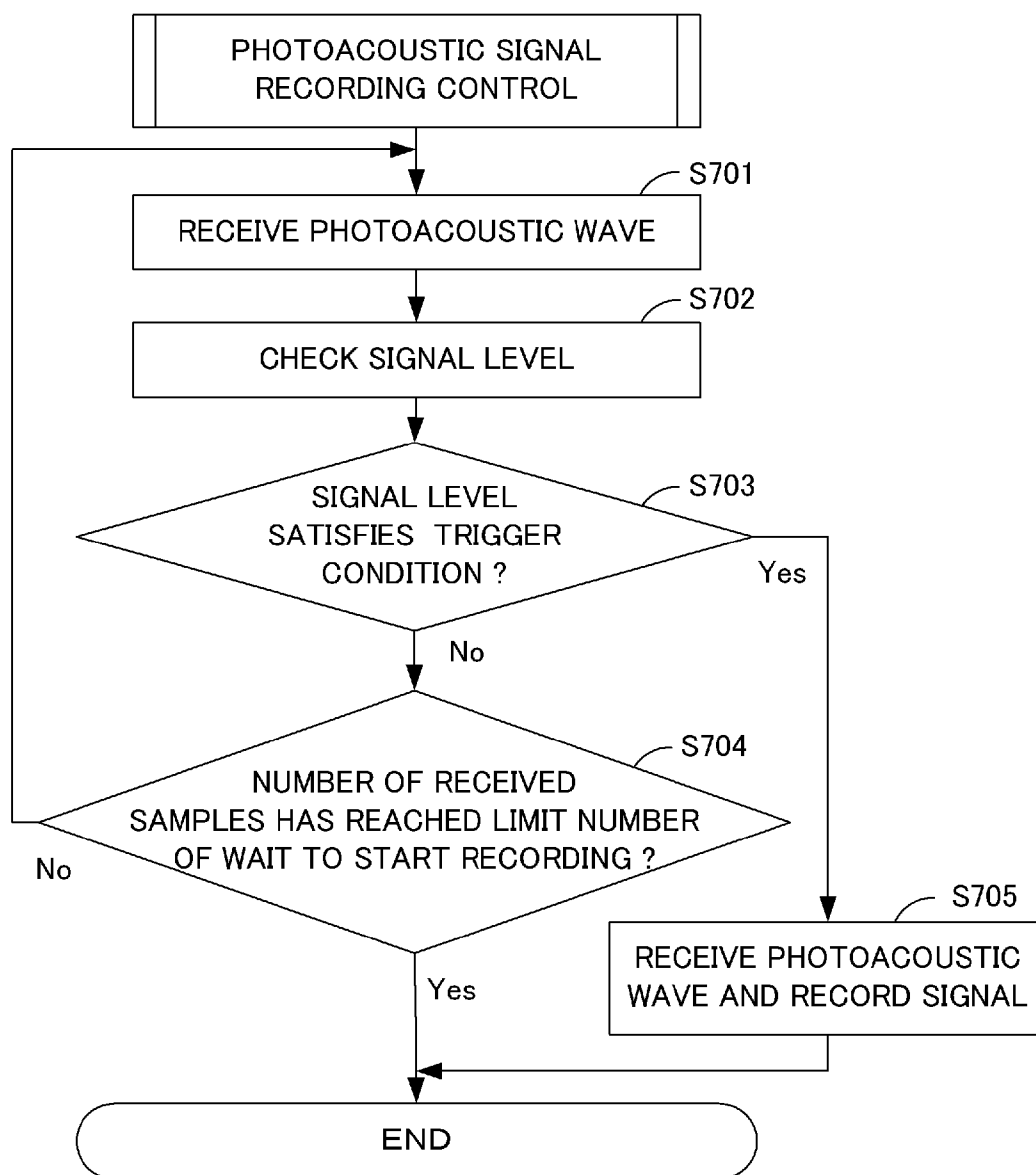 PHOTOACOUSTIC SIGNAL
RECORDING CONTROL
S701
RECEIVE PHOTOACOUSTIC WAVE
S702
CHECK SIGNAL LEVEL
S703
SIGNAL LEVEL
SATISFIES TRIGGER
CONDITION ?
Yes
No
S704
NUMBER OF RECEIVED
SAMPLES HAS REACHED LIMIT NUMBER
OF WAIT TO START RECORDING ?
No
Yes
S705
RECEIVE PHOTOACOUSTIC
WAVE AND RECORD SIGNAL
END